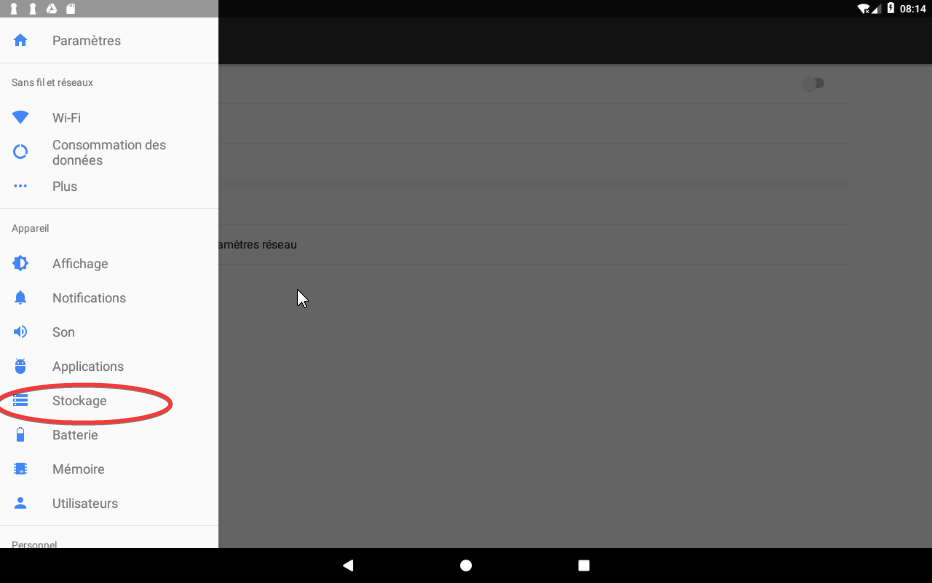 08:14
Paramètres
Sans fil et réseaux
Wi-Fi
Consommation des
données
Plus
Appareil
Affichage
amètres réseau
Notifications
Son
Applications
Stockage
Batterie
Mémoire
Utilisateurs
Personnel